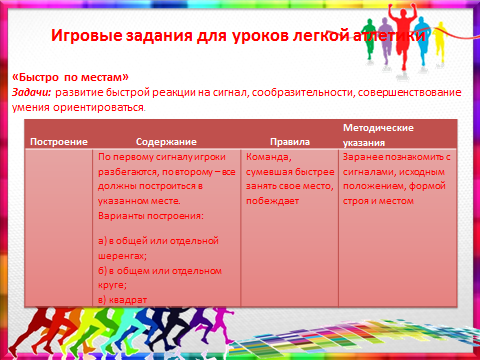 Игровые задания для уроков легкой атлетики
«Быстро по местам»
Задачи: развитие быстрой реакции на сигнал, сообразительности, совершенствование
умения ориентироваться.
Построение
Содержание
Правила
Методические
указания
По первому сигналу игроки
разбегаются, по второму – все
должны построиться в
указанном месте.
Варианты построения:
а) в общей или отдельной
шеренгах;
б) в общем или отдельном
круге;
в) квадрат
Команда,
сумевшая быстрее
занять свое место,
побеждает
Заранее познакомить с
сигналами, исходным
положением, формой
строя и местом